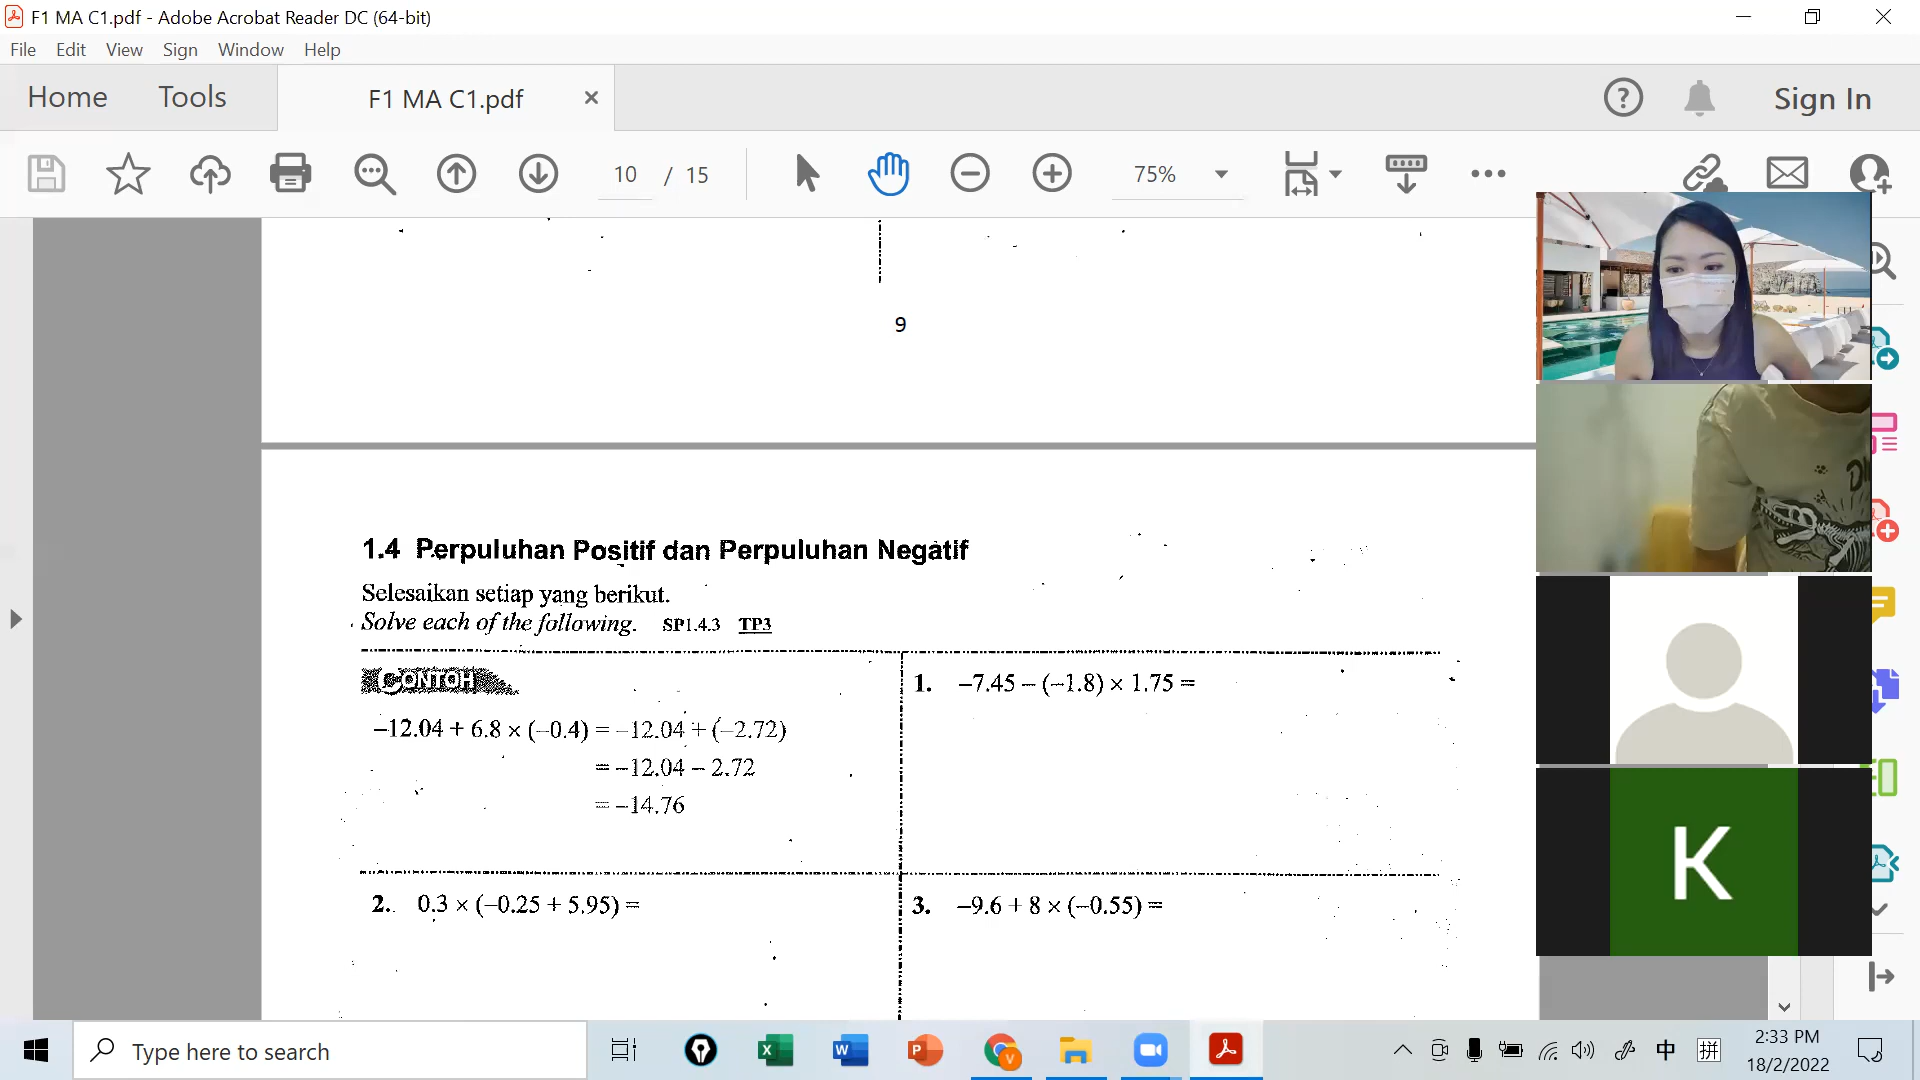 F1 MA C1.pdf - Adobe Acrobat Reader DC (64-bit)
File Edit View Sign Window Help
Home Tools F1 MA C1.pdf × Sign In
10 / 15 75%
9
1.4 Perpuluhan Positif dan Perpuluhan Negatif
Selesaikan setiap yang berikut.
Solve each of the following. SP1.4.3 TP3
CONTOH
–12.04 + 6.8 × (–0.4) = –12.04 + (–2.72)
= –12.04 – 2.72
= –14.76
1. –7.45 – (–1.8) × 1.75 =
2. 0.3 × (–0.25 + 5.95) =
3. –9.6 + 8 × (–0.55) =
K
Type here to search
中 拼
2:33 PM
18/2/2022